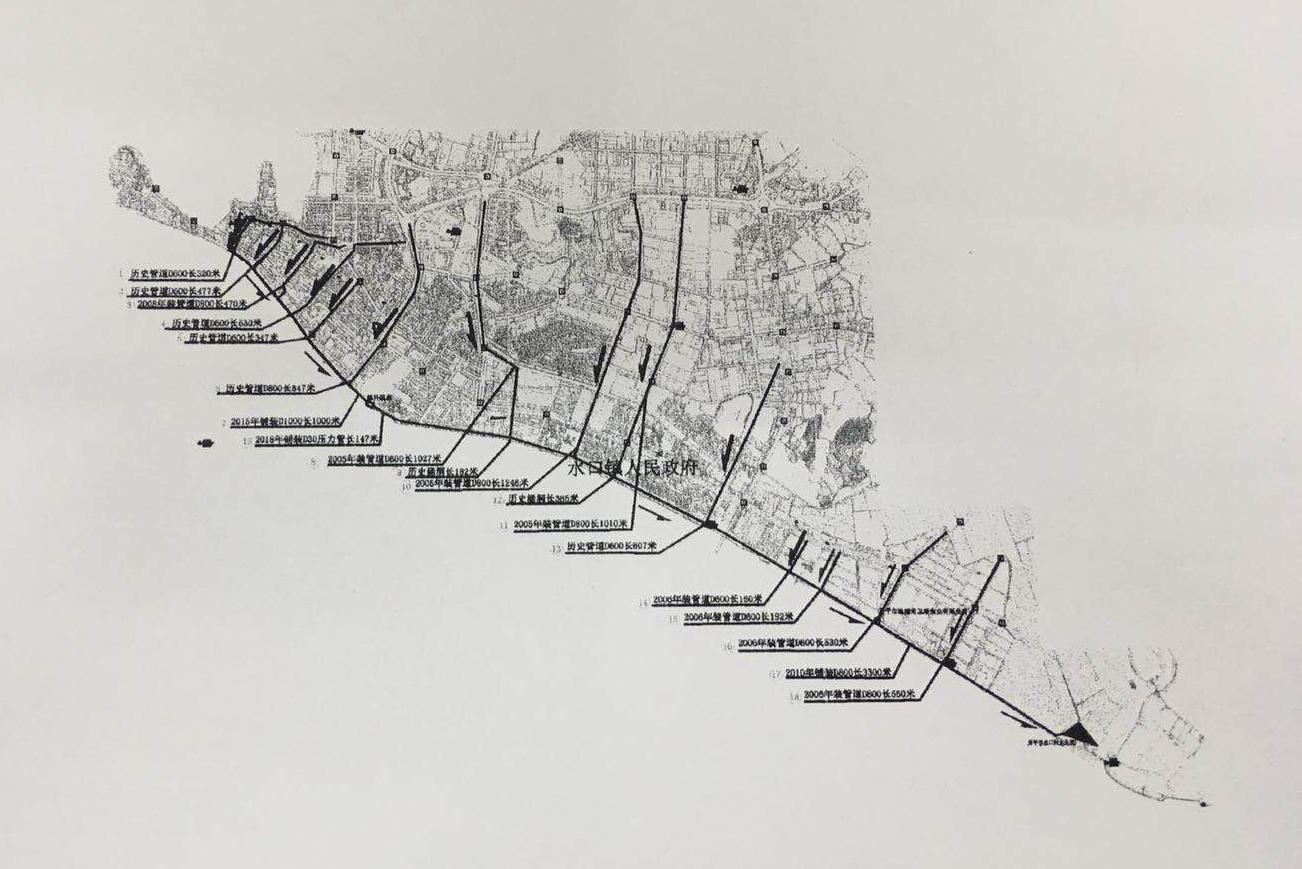 1 历史管道D800长320米
2 历史管道D600长477米
3 2008年装管道D800长470米
4 历史管道D600长630米
5 历史管道D600长347米
历史管道D800长847米
2015年铺装D1000长1000米
2018年铺装D30压力管长147米
8 2005年装管道D600长1027米
9 历史涵洞长182米
10 2005年装管道D800长1246米
水口镇人民政府
12 历史涵洞长385米
11 2005年装管道D800长1010米
13 历史管道D600长807米
14 2006年装管道D600长150米
15 2006年装管道D600长192米
16 2006年装管道D600长530米
17 2010年铺装D800长3300米
18 2006年装管道D800长550米